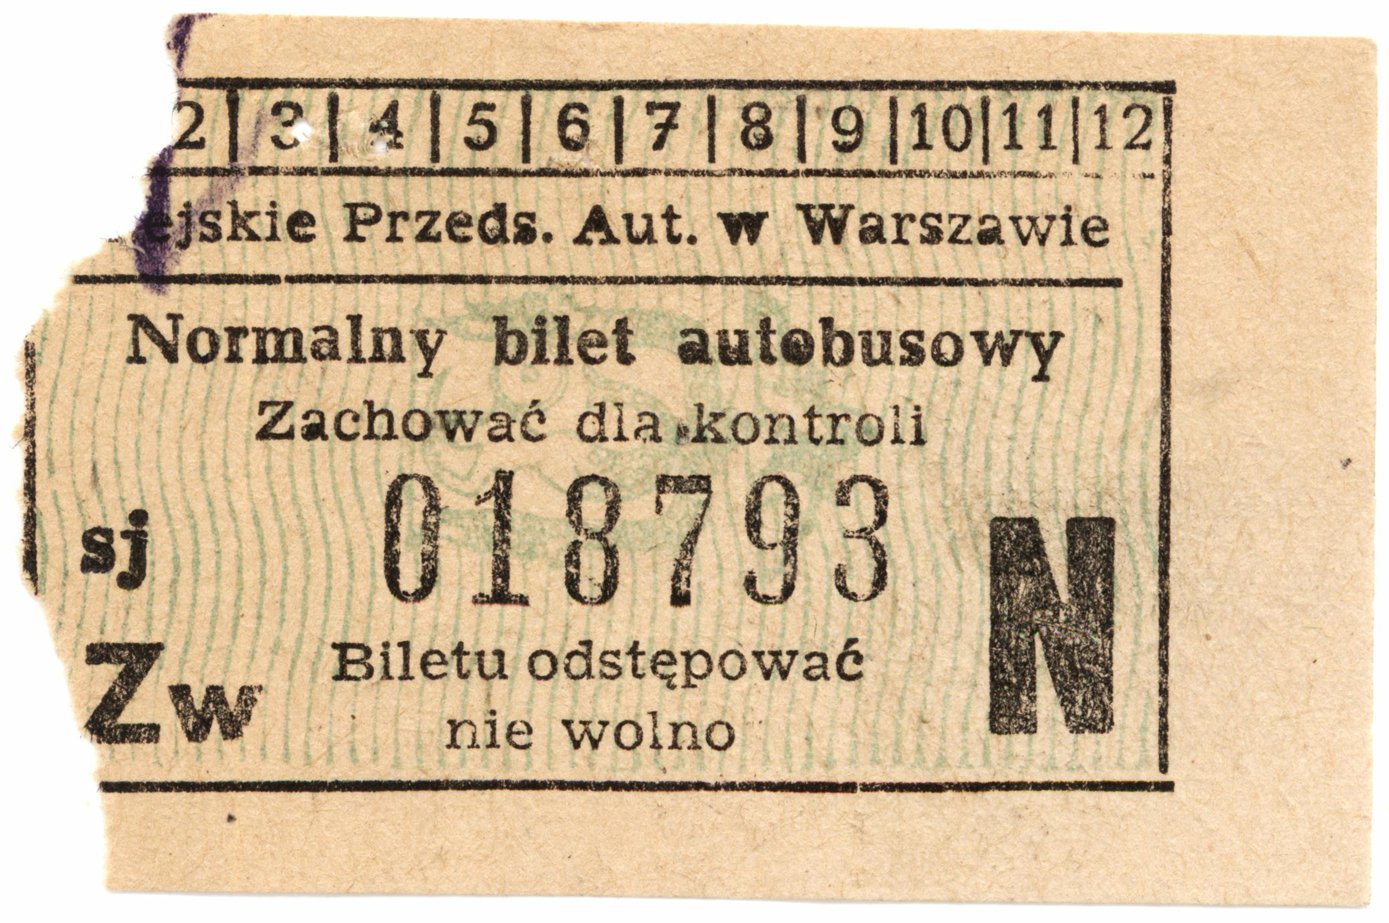 2 | 3 | 4 | 5 | 6 | 7 | 8 | 9 | 10 | 11 | 12
ejskie Przeds. Aut. w Warszawie
Normalny bilet autobusowy
Zachować dla kontroli
018793
sj
N
Zw
Biletu odstępować
nie wolno